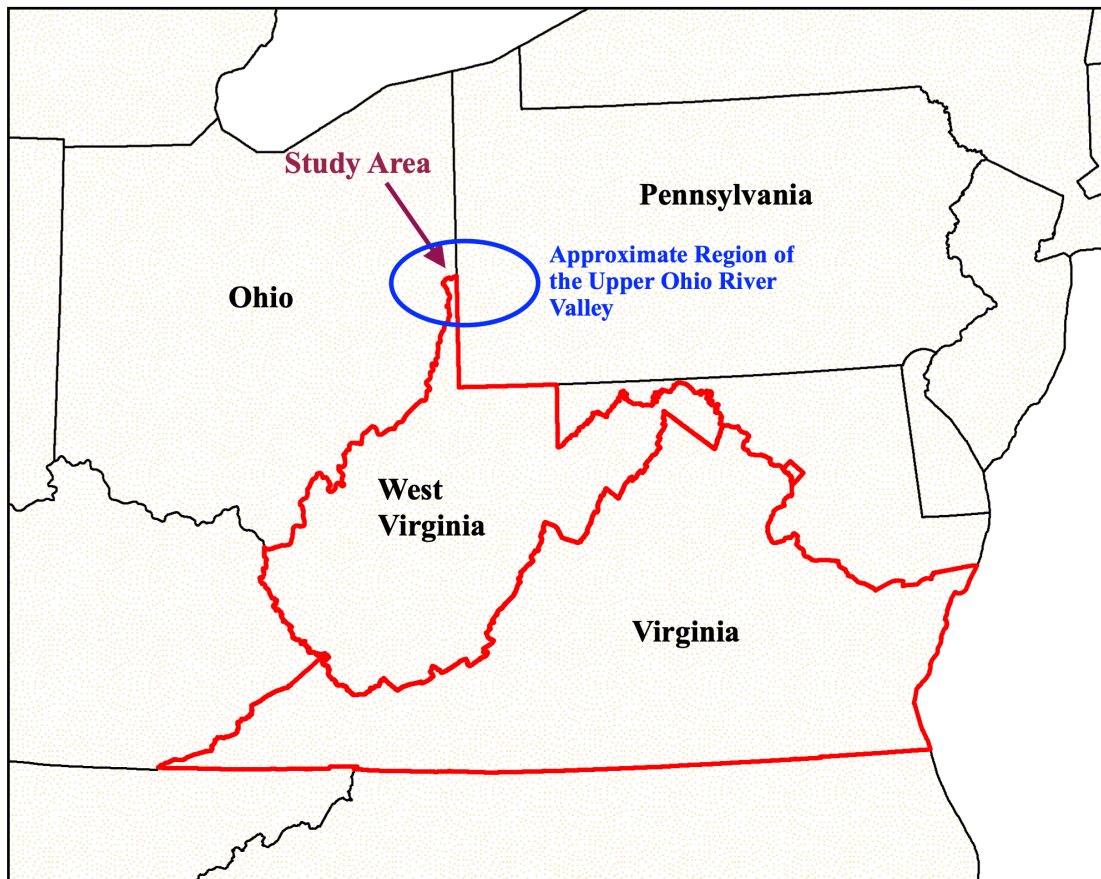 Study Area
Pennsylvania
Approximate Region of
the Upper Ohio River
Valley
Ohio
West
Virginia
Virginia